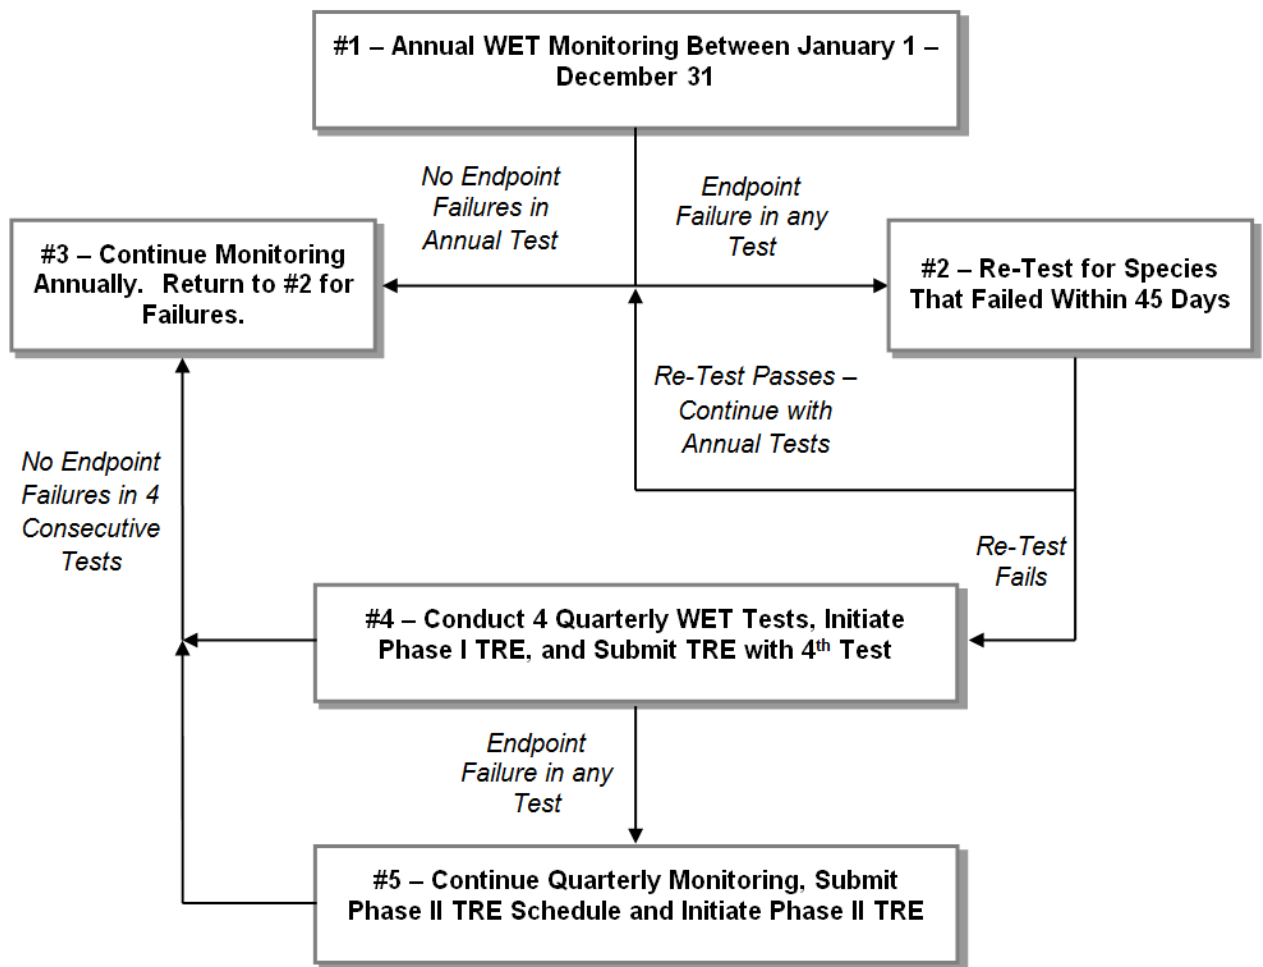 #1 – Annual WET Monitoring Between January 1 –
December 31
No Endpoint
Failures in
Annual Test
Endpoint
Failure in any
Test
#3 – Continue Monitoring
Annually.  Return to #2 for
Failures.
#2 – Re-Test for Species
That Failed Within 45 Days
Re-Test Passes –
Continue with
Annual Tests
No Endpoint
Failures in 4
Consecutive
Tests
Re-Test
Fails
#4 – Conduct 4 Quarterly WET Tests, Initiate
Phase I TRE, and Submit TRE with 4th Test
Endpoint
Failure in any
Test
#5 – Continue Quarterly Monitoring, Submit
Phase II TRE Schedule and Initiate Phase II TRE